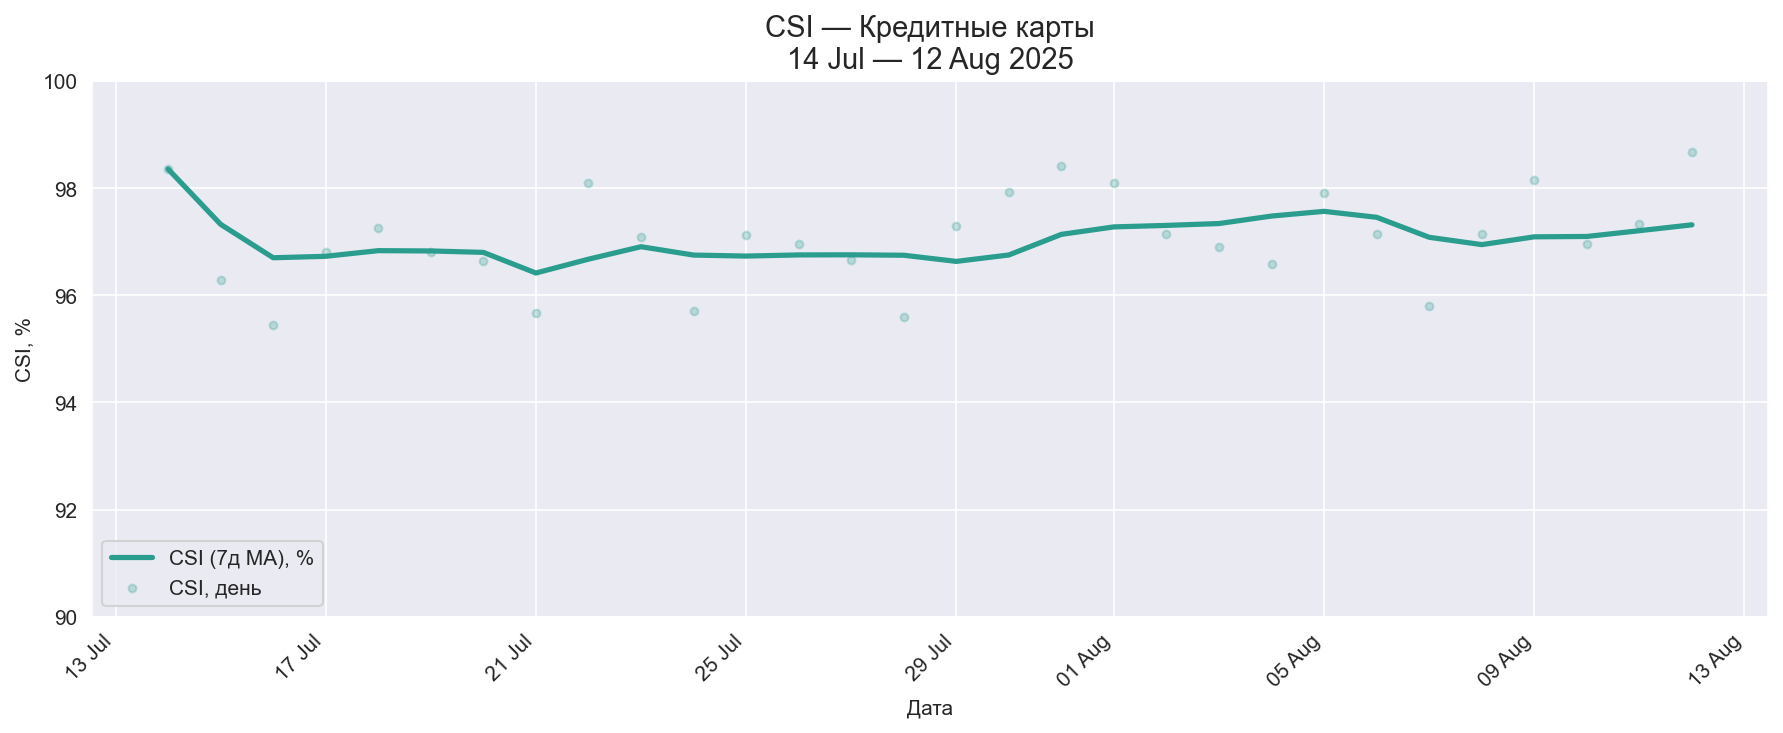 CSI — Кредитные карты
14 Jul — 12 Aug 2025
100
98
96
94
92
90
CSI, %
CSI (7д MA), %
CSI, день
13 Jul
17 Jul
21 Jul
25 Jul
29 Jul
01 Aug
05 Aug
09 Aug
13 Aug
Дата